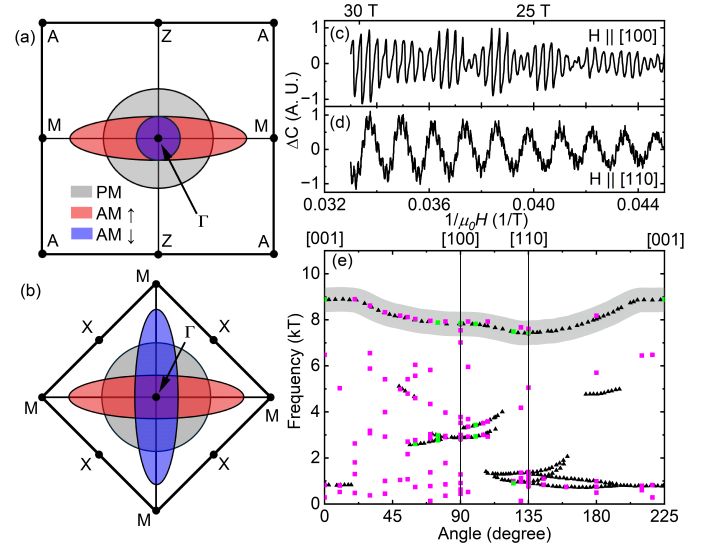 (a)
A Z A
M M
Γ
PM
AM ↑
AM ↓
A Z A
(b)
M
X X
Γ
M M
X X
M
30 T 25 T
(c) H || [100]
1
0
−1
ΔC (A. U.)
(d) H || [110]
1
0
−1
0.032 0.036 0.040 0.044
1/μ0H (1/T)
[001] [100] [110] [001]
(e)
10
8
6
4
2
0
Frequency (kT)
0 45 90 135 180 225
Angle (degree)